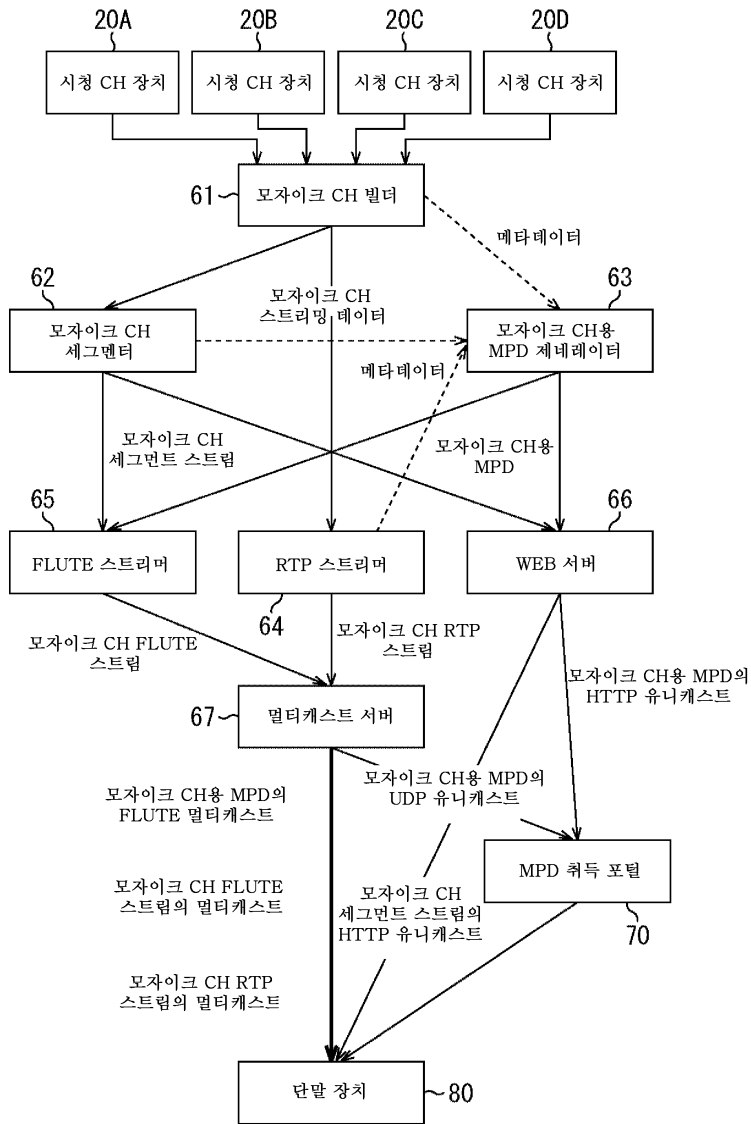 20A
20B
20C
20D
시청 CH 장치
시청 CH 장치
시청 CH 장치
시청 CH 장치
61
모자이크 CH 빌더
메타데이터
62
63
모자이크 CH
세그멘터
모자이크 CH
스트리밍 데이터
모자이크 CH용
MPD 제네레이터
메타데이터
모자이크 CH
세그먼트 스트림
모자이크 CH용
MPD
65
66
FLUTE 스트리머
RTP 스트리머
WEB 서버
64
모자이크 CH FLUTE
스트림
모자이크 CH RTP
스트림
모자이크 CH용 MPD의
HTTP 유니캐스트
67
멀티캐스트 서버
모자이크 CH용 MPD의
FLUTE 멀티캐스트
모자이크 CH용 MPD의
UDP 유니캐스트
MPD 취득 포털
70
모자이크 CH FLUTE
스트림의 멀티캐스트
모자이크 CH
세그먼트 스트림의
HTTP 유니캐스트
모자이크 CH RTP
스트림의 멀티캐스트
단말 장치
80